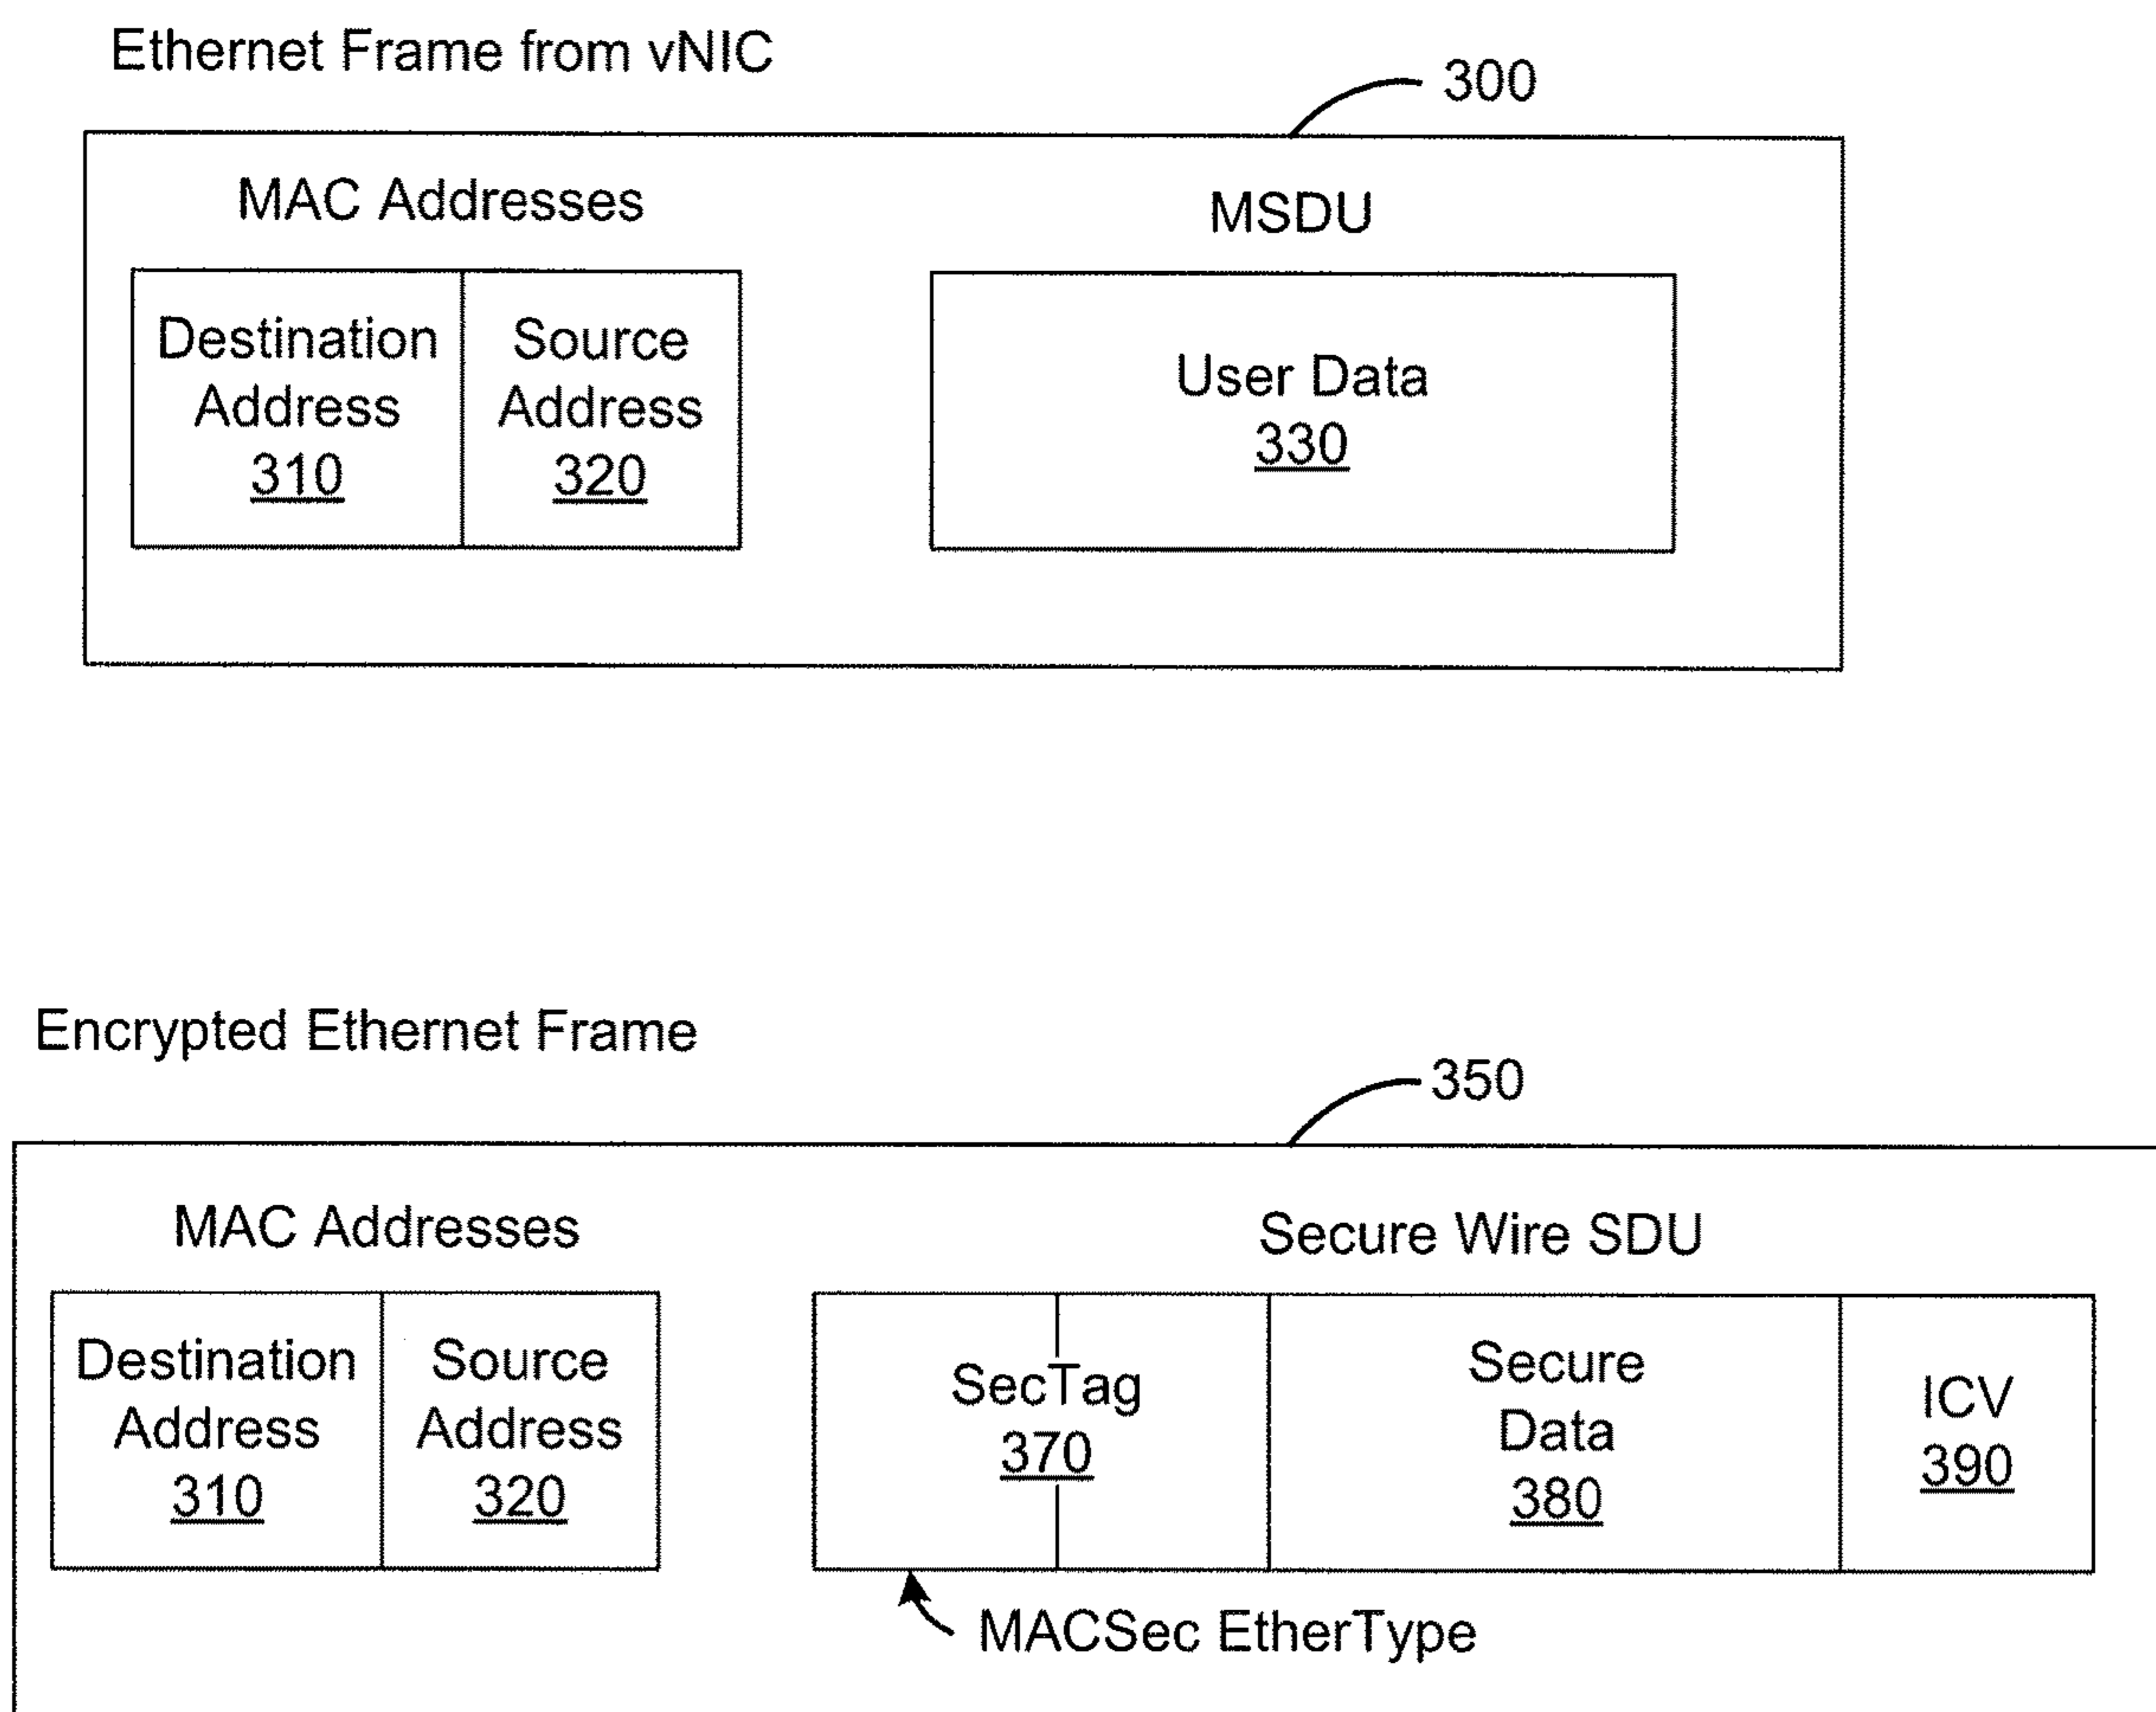 Ethernet Frame from vNIC
300
MAC Addresses
MSDU
Destination
Address
310
Source
Address
320
User Data
330
Encrypted Ethernet Frame
350
MAC Addresses
Secure Wire SDU
Destination
Address
310
Source
Address
320
SecTag
370
Secure
Data
380
ICV
390
MACSec EtherType